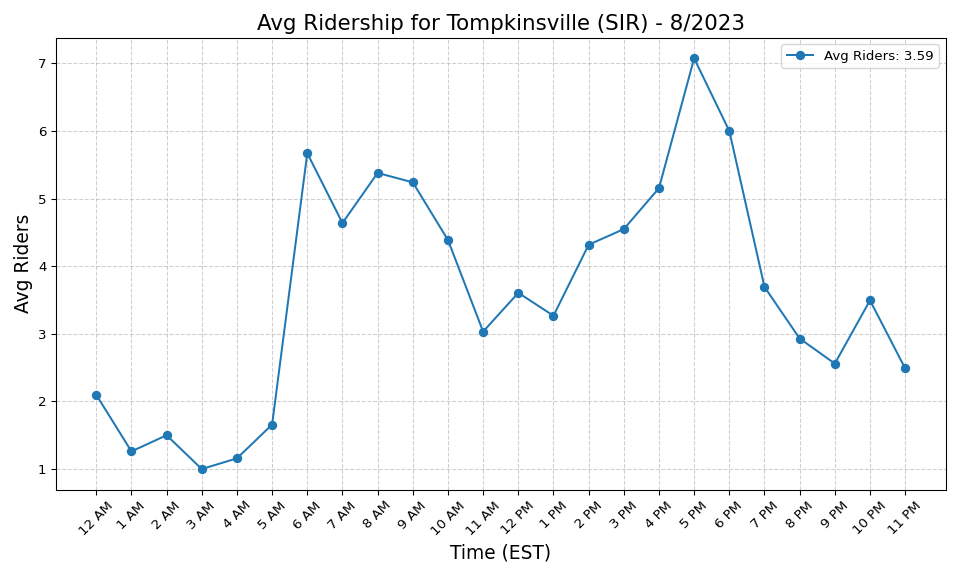 Avg Ridership for Tompkinsville (SIR) - 8/2023
Avg Riders: 3.59
Avg Riders
7
6
5
4
3
2
1
12 AM
1 AM
2 AM
3 AM
4 AM
5 AM
6 AM
7 AM
8 AM
9 AM
10 AM
11 AM
12 PM
1 PM
2 PM
3 PM
4 PM
5 PM
6 PM
7 PM
8 PM
9 PM
10 PM
11 PM
Time (EST)